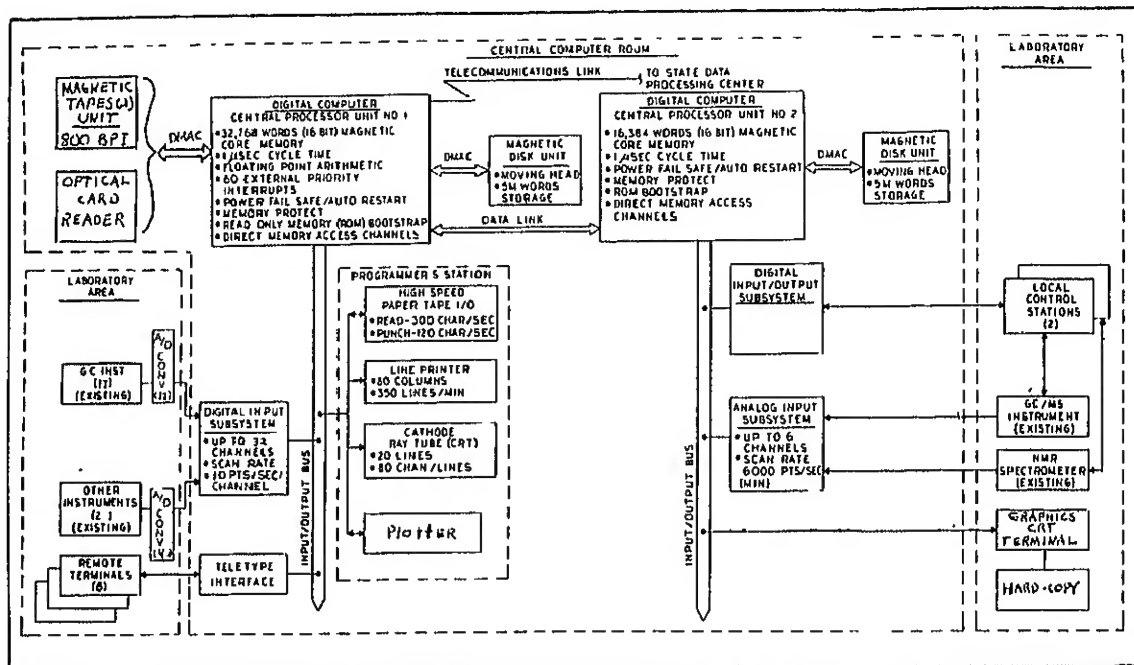 CENTRAL COMPUTER ROOM
LABORATORY
AREA
TELECOMMUNICATIONS LINK
TO STATE DATA
PROCESSING CENTER
MAGNETIC
TAPES(2)
UNIT
800 BPI
OPTICAL
CARD
READER
DMAC
DIGITAL COMPUTER
CENTRAL PROCESSOR UNIT NO 1
•32,768 WORDS (16 BIT) MAGNETIC
CORE MEMORY
•1 μSEC CYCLE TIME
•FLOATING POINT ARITHMETIC
•60 EXTERNAL PRIORITY
INTERRUPTS
•POWER FAIL SAFE/AUTO RESTART
•MEMORY PROTECT
•READ ONLY MEMORY (ROM) BOOTSTRAP
•DIRECT MEMORY ACCESS CHANNELS
DMAC
MAGNETIC
DISK UNIT
•MOVING HEAD
•5M WORDS
STORAGE
DATA LINK
DIGITAL COMPUTER
CENTRAL PROCESSOR UNIT NO 2
•16,384 WORDS (16 BIT) MAGNETIC
CORE MEMORY
•1 μSEC CYCLE TIME
•POWER FAIL SAFE/AUTO RESTART
•MEMORY PROTECT
•ROM BOOTSTRAP
•DIRECT MEMORY ACCESS
CHANNELS
DMAC
MAGNETIC
DISK UNIT
•MOVING HEAD
•5M WORDS
STORAGE
LABORATORY
AREA
GC INST
(17)
(EXISTING)
A/D
CONV
OTHER
INSTRUMENTS (2)
(EXISTING)
A/D
CONV
REMOTE
TERMINALS
(6)
DIGITAL INPUT
SUBSYSTEM
•UP TO 32
CHANNELS
•SCAN RATE
10 PTS/SEC/
CHANNEL
TELETYPE
INTERFACE
INPUT/OUTPUT BUS
PROGRAMMERS STATION
HIGH SPEED
PAPER TAPE I/O
•READ-300 CHAR/SEC
•PUNCH-120 CHAR/SEC
LINE PRINTER
•80 COLUMNS
•350 LINES/MIN
CATHODE
RAY TUBE (CRT)
•20 LINES
•80 CHAN/LINES
Plotter
INPUT/OUTPUT BUS
DIGITAL
INPUT/OUTPUT
SUBSYSTEM
ANALOG INPUT
SUBSYSTEM
•UP TO 6
CHANNELS
•SCAN RATE
6000 PTS/SEC
(MIN)
LOCAL
CONTROL
STATIONS
(2)
GC/MS
INSTRUMENT
(EXISTING)
NMR
SPECTROMETER
(EXISTING)
GRAPHICS
CRT
TERMINAL
HARD-COPY